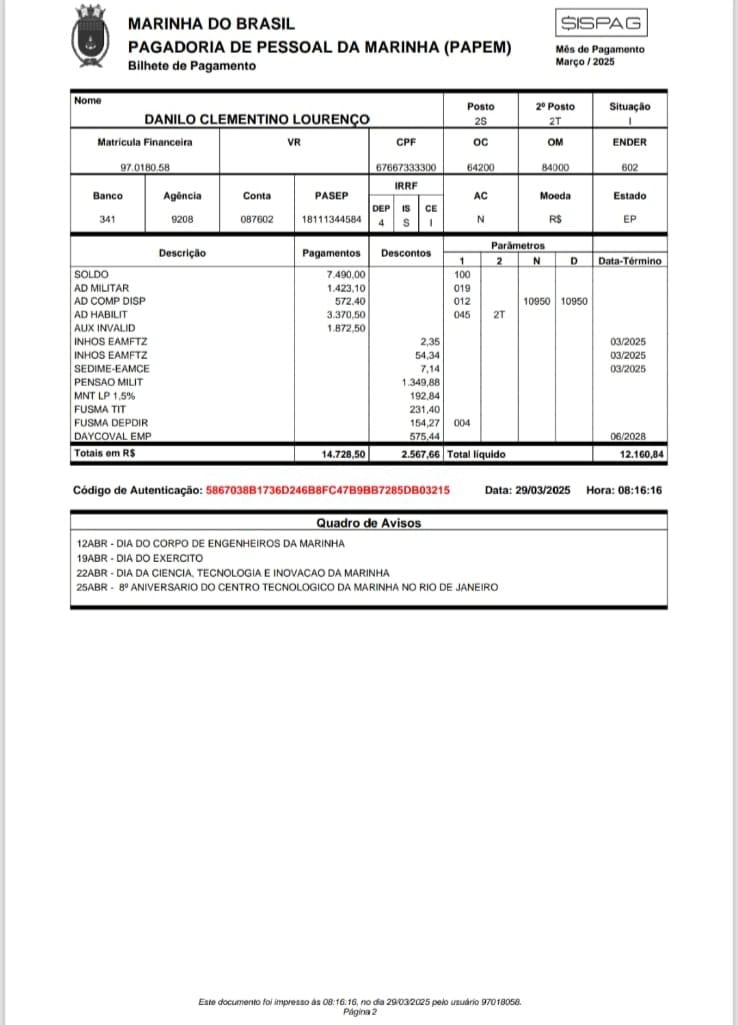 MARINHA DO BRASIL
PAGADORIA DE PESSOAL DA MARINHA (PAPEM)
Bilhete de Pagamento
$ISPAG
Mês de Pagamento
Março / 2025
Nome
DANILO CLEMENTINO LOURENÇO
Posto 2º Posto Situação
2S 2T I
Matrícula Financeira VR CPF OC OM ENDER
97.0180.58 67667333300 64200 84000 602
Banco Agência Conta PASEP IRRF AC Moeda Estado
DEP IS CE
341 9208 087602 18111344584 4 S I N R$ EP
Descrição Pagamentos Descontos Parâmetros
1 2 N D Data-Término
SOLDO 7.490,00 100
AD MILITAR 1.423,10 019
AD COMP DISP 572,40 012 10950 10950
AD HABILIT 3.370,50 045 2T
AUX INVALID 1.872,50
INHOS EAMFTZ 2,35 03/2025
INHOS EAMFTZ 54,34 03/2025
SEDIME-EAMCE 7,14 03/2025
PENSAO MILIT 1.349,88
MNT LP 1,5% 192,84
FUSMA TIT 231,40
FUSMA DEPDIR 154,27 004
DAYCOVAL EMP 575,44 06/2028
Totais em R$ 14.728,50 2.567,66 Total líquido 12.160,84
Código de Autenticação: 5867038B1736D246B8FC47B9BB7285DB03215 Data: 29/03/2025 Hora: 08:16:16
Quadro de Avisos
12ABR - DIA DO CORPO DE ENGENHEIROS DA MARINHA
19ABR - DIA DO EXERCITO
22ABR - DIA DA CIENCIA, TECNOLOGIA E INOVACAO DA MARINHA
25ABR - 8º ANIVERSARIO DO CENTRO TECNOLOGICO DA MARINHA NO RIO DE JANEIRO
Este documento foi impresso às 08:16:16, no dia 29/03/2025 pelo usuário 97018058.
Página 2